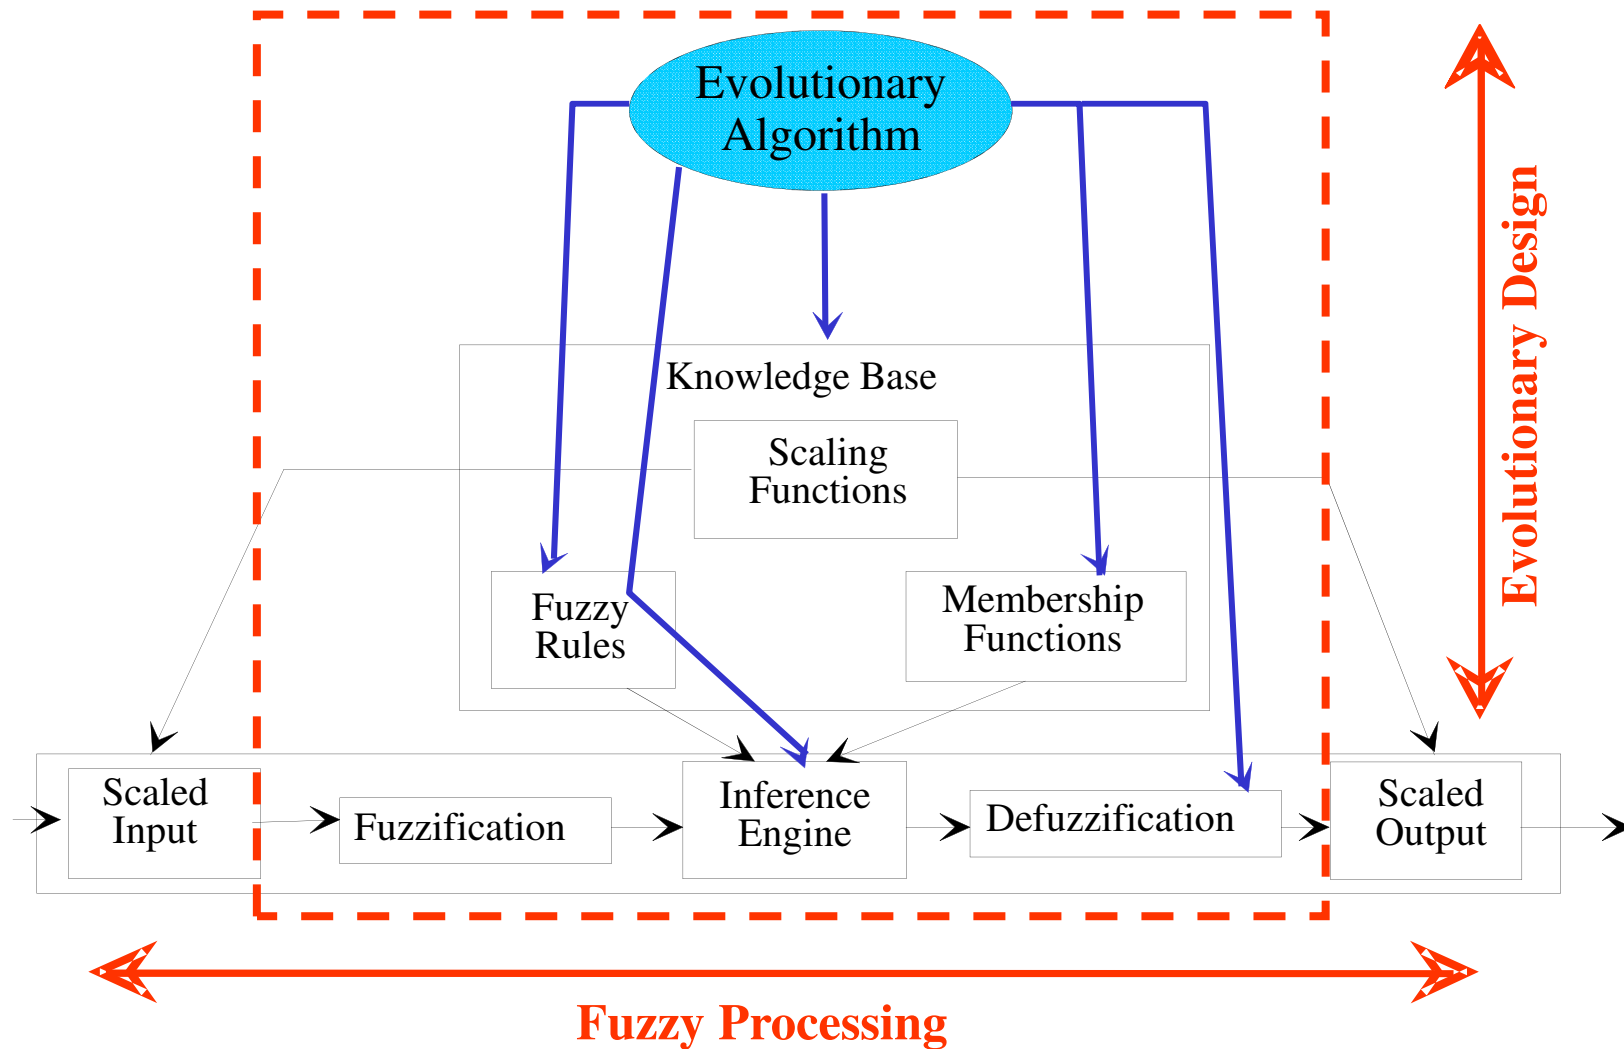 Evolutionary
Algorithm
Knowledge Base
Scaling
Functions
Fuzzy
Rules
Membership
Functions
Scaled
Input
Fuzzification
Inference
Engine
Defuzzification
Scaled
Output
Evolutionary Design
Fuzzy Processing